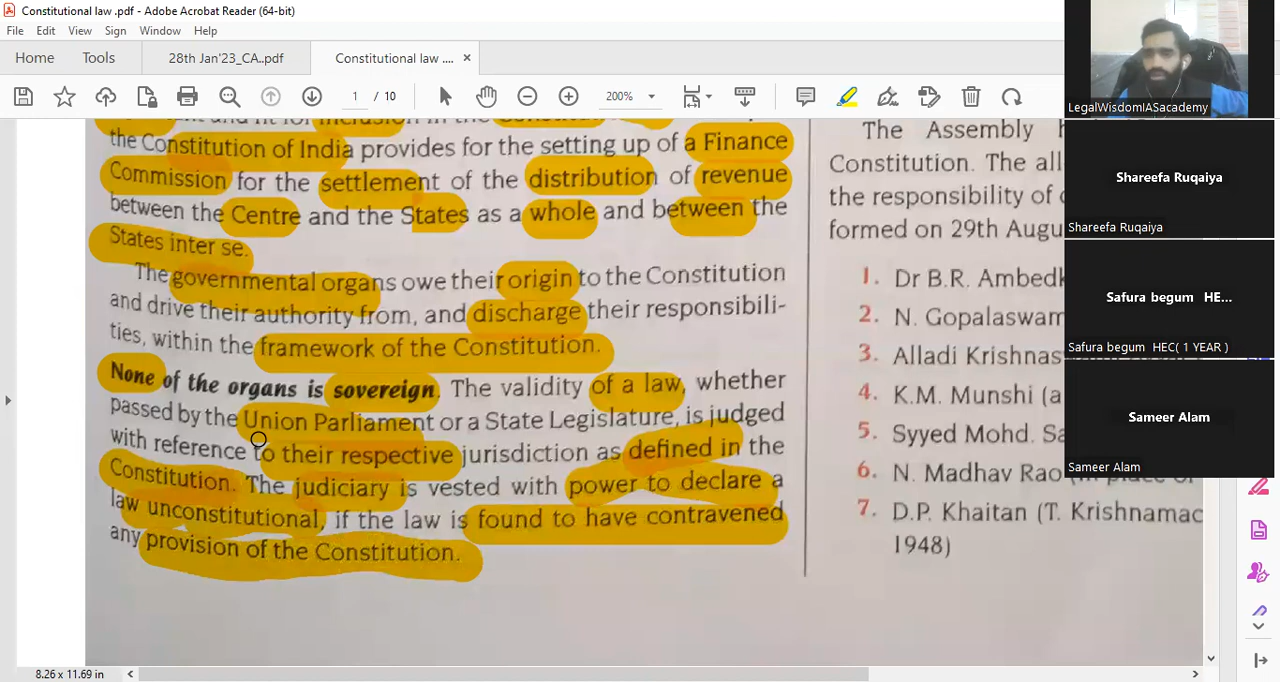 Constitutional law .pdf - Adobe Acrobat Reader (64-bit)
File Edit View Sign Window Help
Home Tools 28th Jan'23_CA..pdf Constitutional law .... ×
1 / 10 200%
the Constitution of India provides for the setting up of a Finance
Commission for the settlement of the distribution of revenue
between the Centre and the States as a whole and between the
States inter se.
The governmental organs owe their origin to the Constitution
and drive their authority from, and discharge their responsibili-
ties, within the framework of the Constitution.
None of the organs is sovereign. The validity of a law, whether
passed by the Union Parliament or a State Legislature, is judged
with reference to their respective jurisdiction as defined in the
Constitution. The judiciary is vested with power to declare a
law unconstitutional, if the law is found to have contravened
any provision of the Constitution.
The Assembly
Constitution. The all
the responsibility of
formed on 29th Augu
1. Dr B.R. Ambedk
2. N. Gopalaswam
3. Alladi Krishnas
4. K.M. Munshi (a
5. Syyed Mohd. Sa
6. N. Madhav Rao (in place of
7. D.P. Khaitan (T. Krishnamac
1948)
LegalWisdomIASacademy
Shareefa Ruqaiya
Shareefa Ruqaiya
Safura begum HE...
Safura begum HEC( 1 YEAR )
Sameer Alam
Sameer Alam
8.26 x 11.69 in